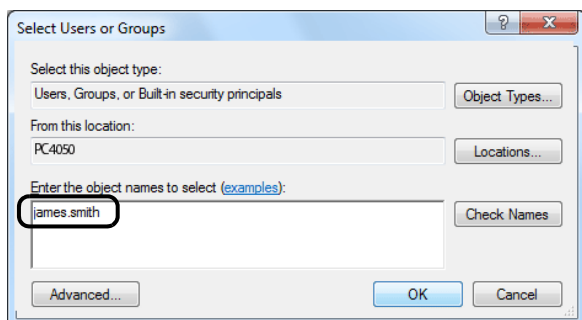 Select Users or Groups
Select this object type:
Users, Groups, or Built-in security principals
Object Types...
From this location:
PC4050
Locations...
Enter the object names to select (examples):
james.smith
Check Names
Advanced...
OK
Cancel